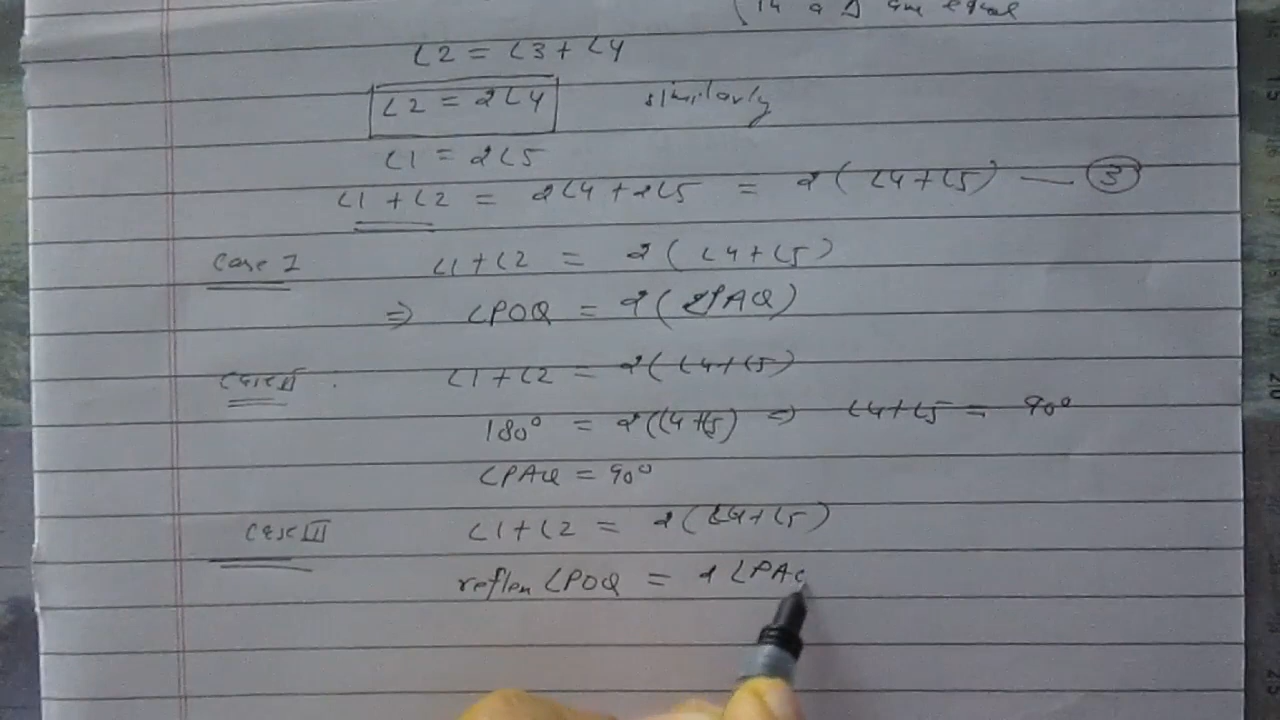 ∠2 = ∠3 + ∠4
∠2 = 2∠4 similarly
∠1 = 2∠5
∠1 + ∠2 = 2∠4 + 2∠5 = 2(∠4+∠5) — ③
Case I ∠1+∠2 = 2(∠4+∠5)
⇒ ∠POQ = 2(∠PAQ)
Case II ∠1+∠2 = 2(∠4+∠5)
180° = 2(∠4+∠5) ⇒ ∠4+∠5 = 90°
∠PAQ = 90°
Case III ∠1+∠2 = 2(∠4+∠5)
reflex ∠POQ = 2∠PAQ